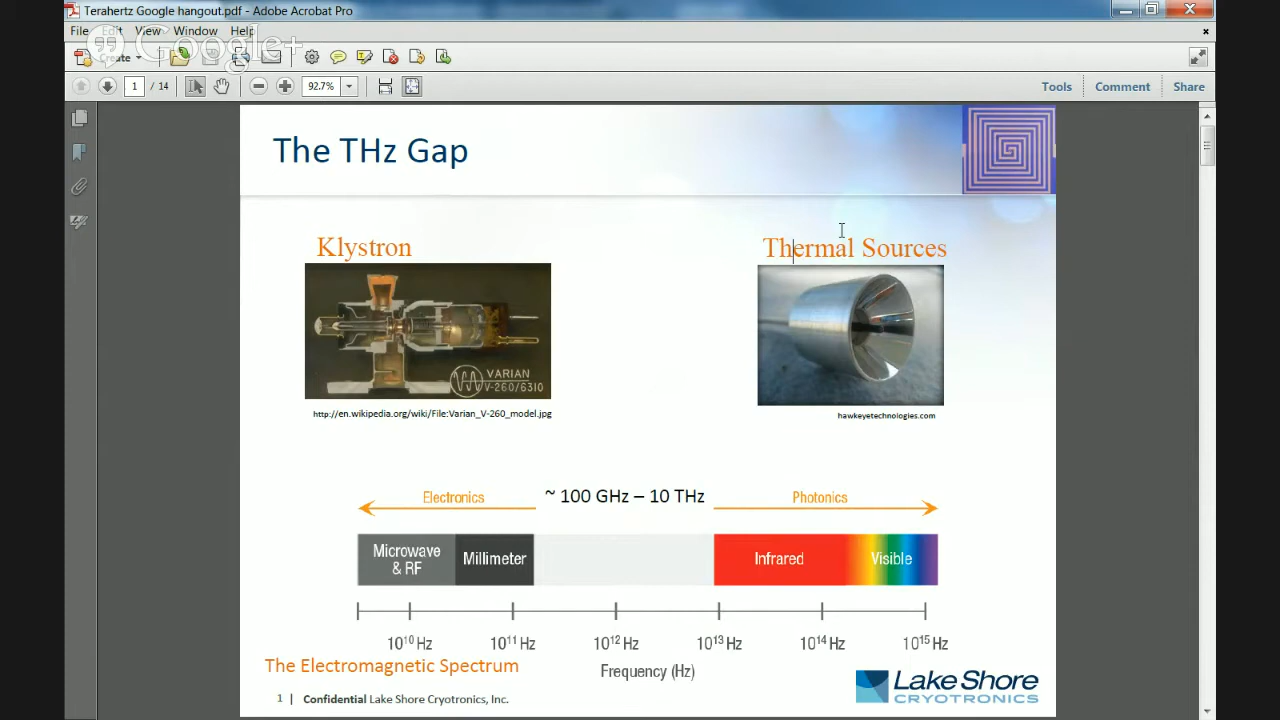 Terahertz Google hangout.pdf - Adobe Acrobat Pro
File Edit View Window Help
Google+
Create
1 / 14
92.7%
Tools Comment Share
The THz Gap
Klystron
Thermal Sources
VARIAN
V-260/6310
http://en.wikipedia.org/wiki/File:Varian_V-260_model.jpg
hawkeyetechnologies.com
Electronics ~ 100 GHz – 10 THz Photonics
Microwave
& RF
Millimeter
Infrared
Visible
10¹⁰ Hz 10¹¹ Hz 10¹² Hz 10¹³ Hz 10¹⁴ Hz 10¹⁵ Hz
The Electromagnetic Spectrum
Frequency (Hz)
1 | Confidential Lake Shore Cryotronics, Inc.
Lake Shore
CRYOTRONICS